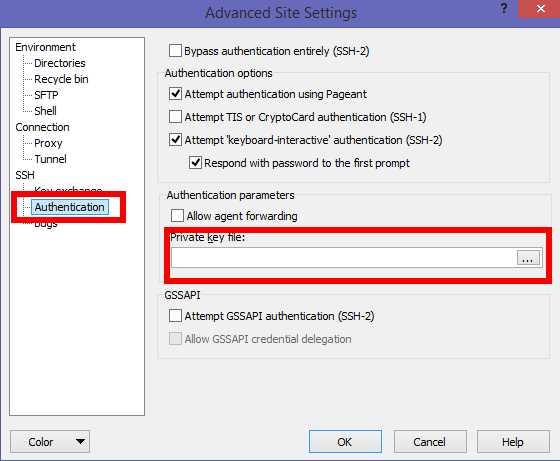 Advanced Site Settings
? ×
Environment
Directories
Recycle bin
SFTP
Shell
Connection
Proxy
Tunnel
SSH
Key exchange
Authentication
Bugs
Bypass authentication entirely (SSH-2)
Authentication options
Attempt authentication using Pageant
Attempt TIS or CryptoCard authentication (SSH-1)
Attempt 'keyboard-interactive' authentication (SSH-2)
Respond with password to the first prompt
Authentication parameters
Allow agent forwarding
Private key file:
...
GSSAPI
Attempt GSSAPI authentication (SSH-2)
Allow GSSAPI credential delegation
Color OK Cancel Help